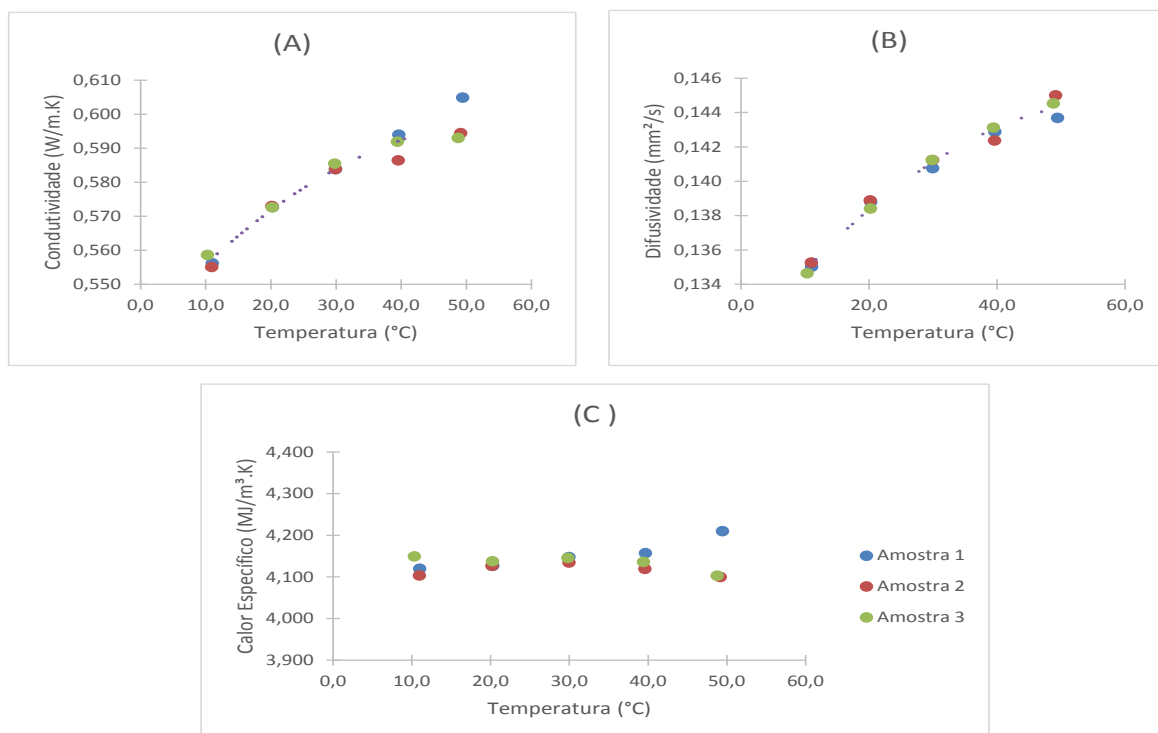 (A)
Condutividade (W/m.K)
0,610
0,600
0,590
0,580
0,570
0,560
0,550
0,0 10,0 20,0 30,0 40,0 50,0 60,0
Temperatura (°C)
(B)
Difusividade (mm²/s)
0,146
0,144
0,142
0,140
0,138
0,136
0,134
0,0 20,0 40,0 60,0
Temperatura (°C)
(C )
Calor Específico (MJ/m³.K)
4,400
4,300
4,200
4,100
4,000
3,900
0,0 10,0 20,0 30,0 40,0 50,0 60,0
Temperatura (°C)
Amostra 1
Amostra 2
Amostra 3